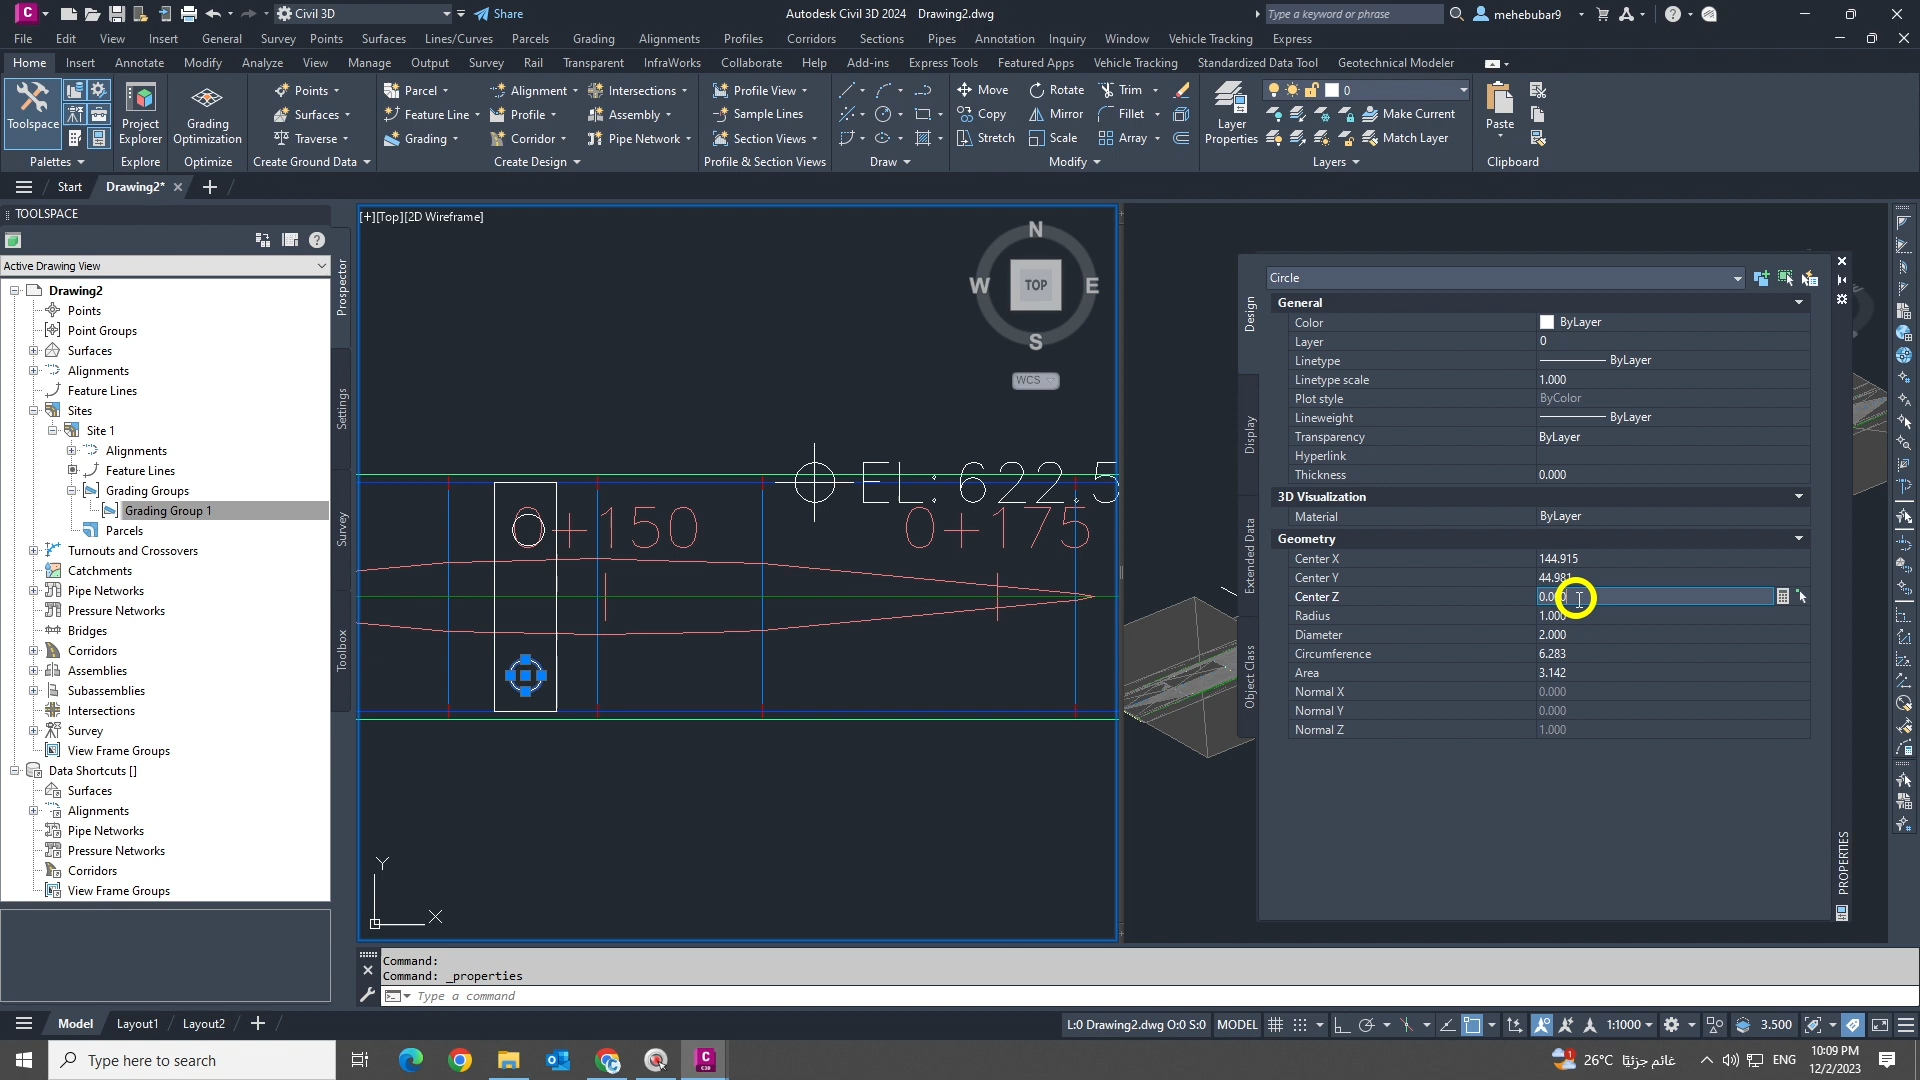 Civil 3D
Share
Autodesk Civil 3D 2024 Drawing2.dwg
Type a keyword or phrase
mehebubar9
File Edit View Insert General Survey Points Surfaces Lines/Curves Parcels Grading Alignments Profiles Corridors Sections Pipes Annotation Inquiry Window Vehicle Tracking Express
Home Insert Annotate Modify Analyze View Manage Output Survey Rail Transparent InfraWorks Collaborate Help Add-ins Express Tools Featured Apps Vehicle Tracking Standardized Data Tool Geotechnical Modeler
Points Parcel Alignment Intersections Profile View Move Rotate Trim 0
Toolspace Project Explorer Grading Optimization Surfaces Feature Line Profile Assembly Sample Lines Copy Mirror Fillet Layer Properties Make Current Paste
Traverse Grading Corridor Pipe Network Section Views Stretch Scale Array Match Layer
Palettes Explore Optimize Create Ground Data Create Design Profile & Section Views Draw Modify Layers Clipboard
Start Drawing2*
TOOLSPACE
Active Drawing View
Drawing2
Points
Point Groups
Surfaces
Alignments
Feature Lines
Sites
Site 1
Alignments
Feature Lines
Grading Groups
Grading Group 1
Parcels
Turnouts and Crossovers
Catchments
Pipe Networks
Pressure Networks
Bridges
Corridors
Assemblies
Subassemblies
Intersections
Survey
View Frame Groups
Data Shortcuts []
Surfaces
Alignments
Pipe Networks
Pressure Networks
Corridors
View Frame Groups
Prospector
Settings
Survey
Toolbox
[+][Top][2D Wireframe]
N
W TOP E
S
WCS
EL: 622.5
0+150 0+175
Y
X
Circle
General
Color ByLayer
Layer 0
Linetype ByLayer
Linetype scale 1.000
Plot style ByColor
Lineweight ByLayer
Transparency ByLayer
Hyperlink
Thickness 0.000
3D Visualization
Material ByLayer
Geometry
Center X 144.915
Center Y 44.981
Center Z 0.000
Radius 1.000
Diameter 2.000
Circumference 6.283
Area 3.142
Normal X 0.000
Normal Y 0.000
Normal Z 1.000
Design
Display
Extended Data
Object Class
PROPERTIES
Command:
Command: _properties
Type a command
Model Layout1 Layout2
L:0 Drawing2.dwg O:0 S:0 MODEL 1:1000 3.500
Type here to search
26°C غائم جزئيًا ENG
10:09 PM
12/2/2023